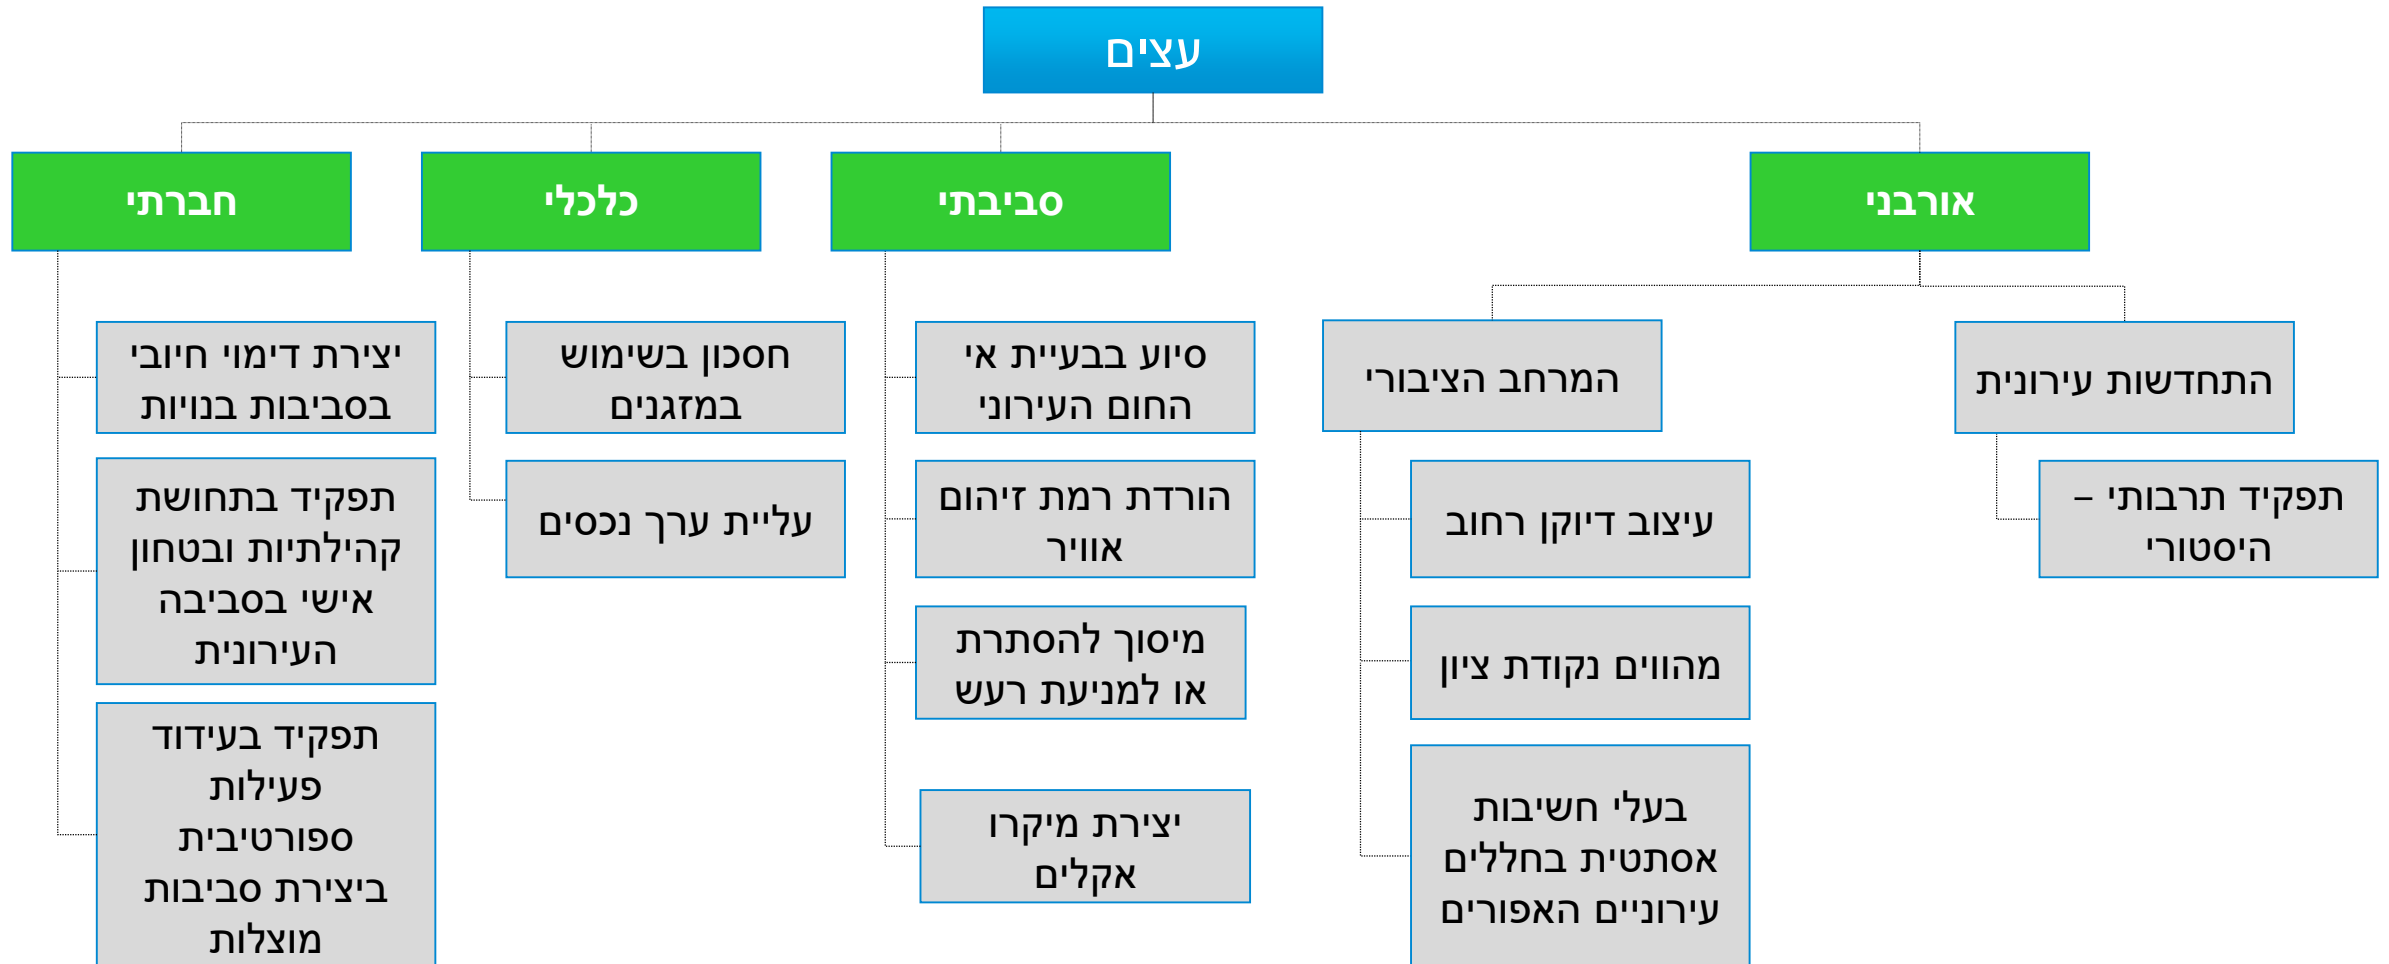 עצים
אורבני
סביבתי
כלכלי
חברתי
התחדשות עירונית
תפקיד תרבותי –
היסטורי
המרחב הציבורי
עיצוב דיוקן רחוב
מהווים נקודת ציון
בעלי חשיבות
אסתטית בחללים
עירוניים האפורים
סיוע בבעיית אי
החום העירוני
הורדת רמת זיהום
אוויר
מיסוך להסתרת
או למניעת רעש
יצירת מיקרו
אקלים
חסכון בשימוש
במזגנים
עליית ערך נכסים
יצירת דימוי חיובי
בסביבות בנויות
תפקיד בתחושת
קהילתיות ובטחון
אישי בסביבה
העירונית
תפקיד בעידוד
פעילות
ספורטיבית
ביצירת סביבות
מוצלות